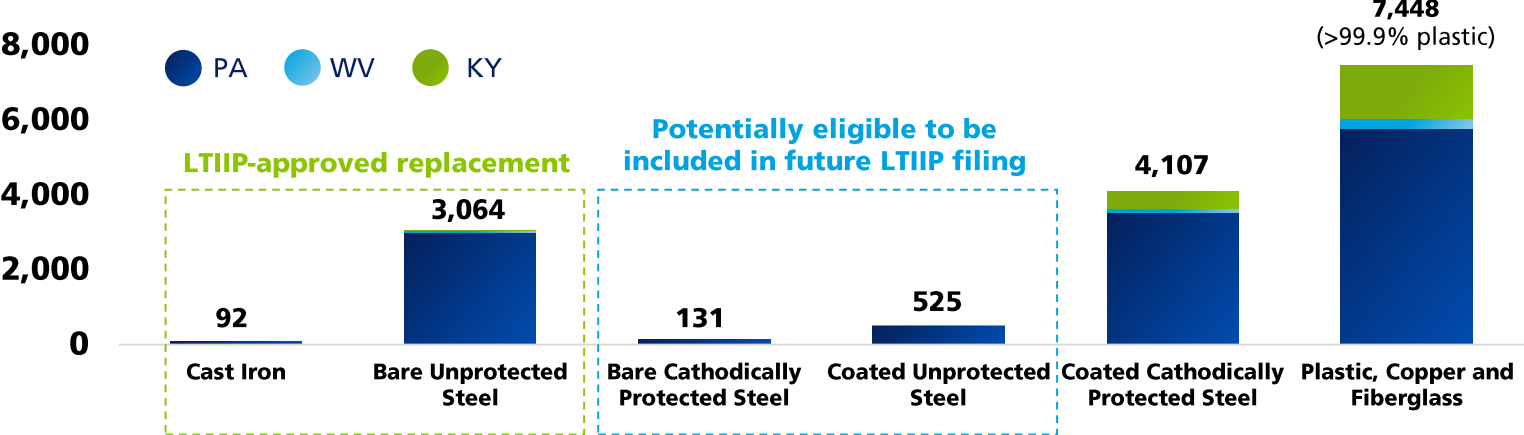 7,448
(>99.9% plastic)
8,000
PA WV KY
6,000
Potentially eligible to be
included in future LTIIP filing
LTIIP-approved replacement
4,107
4,000
3,064
2,000
525
92
131
0
Cast Iron
Bare Unprotected
Steel
Bare Cathodically
Protected Steel
Coated Unprotected
Steel
Coated Cathodically
Protected Steel
Plastic, Copper and
Fiberglass